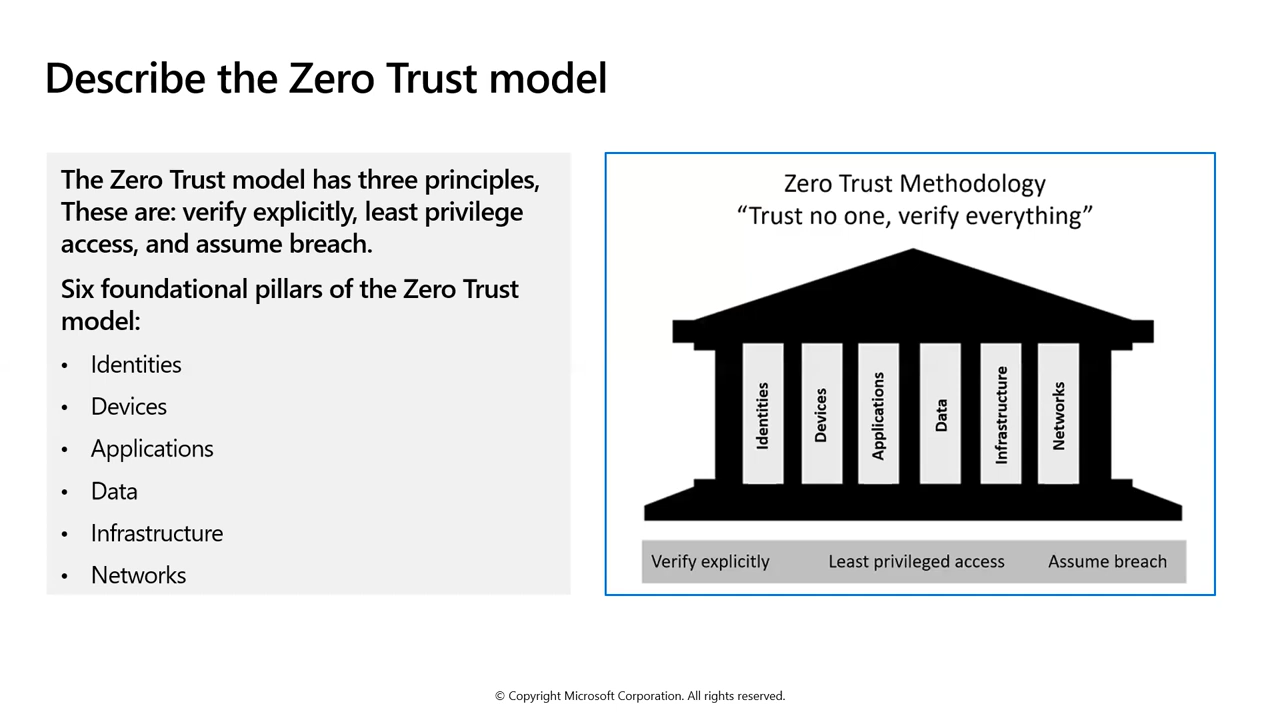 Describe the Zero Trust model
The Zero Trust model has three principles,
These are: verify explicitly, least privilege
access, and assume breach.
Six foundational pillars of the Zero Trust
model:
• Identities
• Devices
• Applications
• Data
• Infrastructure
• Networks
Zero Trust Methodology
“Trust no one, verify everything”
Identities
Devices
Applications
Data
Infrastructure
Networks
Verify explicitly
Least privileged access
Assume breach
© Copyright Microsoft Corporation. All rights reserved.